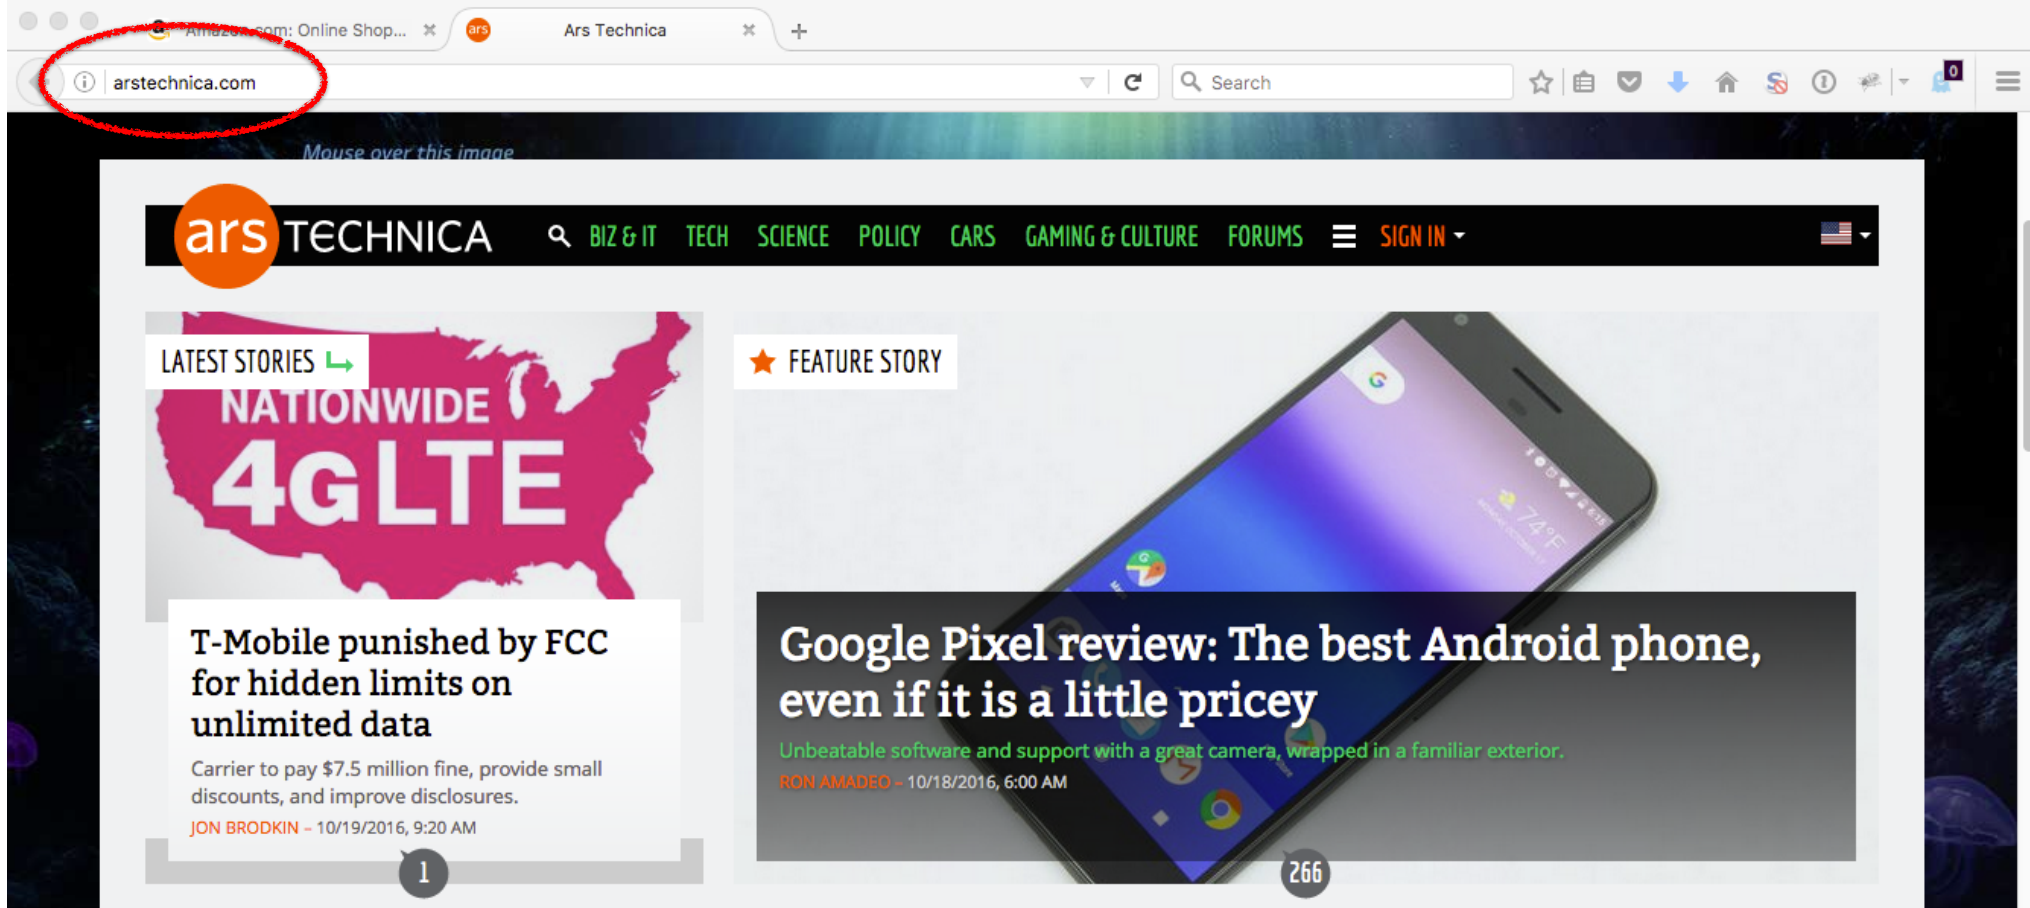 Amazon.com: Online Shop...
ars
Ars Technica
arstechnica.com
Search
0
Mouse over this image
ars TECHNICA
BIZ & IT
TECH
SCIENCE
POLICY
CARS
GAMING & CULTURE
FORUMS
SIGN IN
LATEST STORIES
NATIONWIDE
4G LTE
T-Mobile punished by FCC
for hidden limits on
unlimited data
Carrier to pay $7.5 million fine, provide small
discounts, and improve disclosures.
JON BRODKIN – 10/19/2016, 9:20 AM
1
FEATURE STORY
6:15
74°F
Google Pixel review: The best Android phone,
even if it is a little pricey
Unbeatable software and support with a great camera, wrapped in a familiar exterior.
RON AMADEO – 10/18/2016, 6:00 AM
266